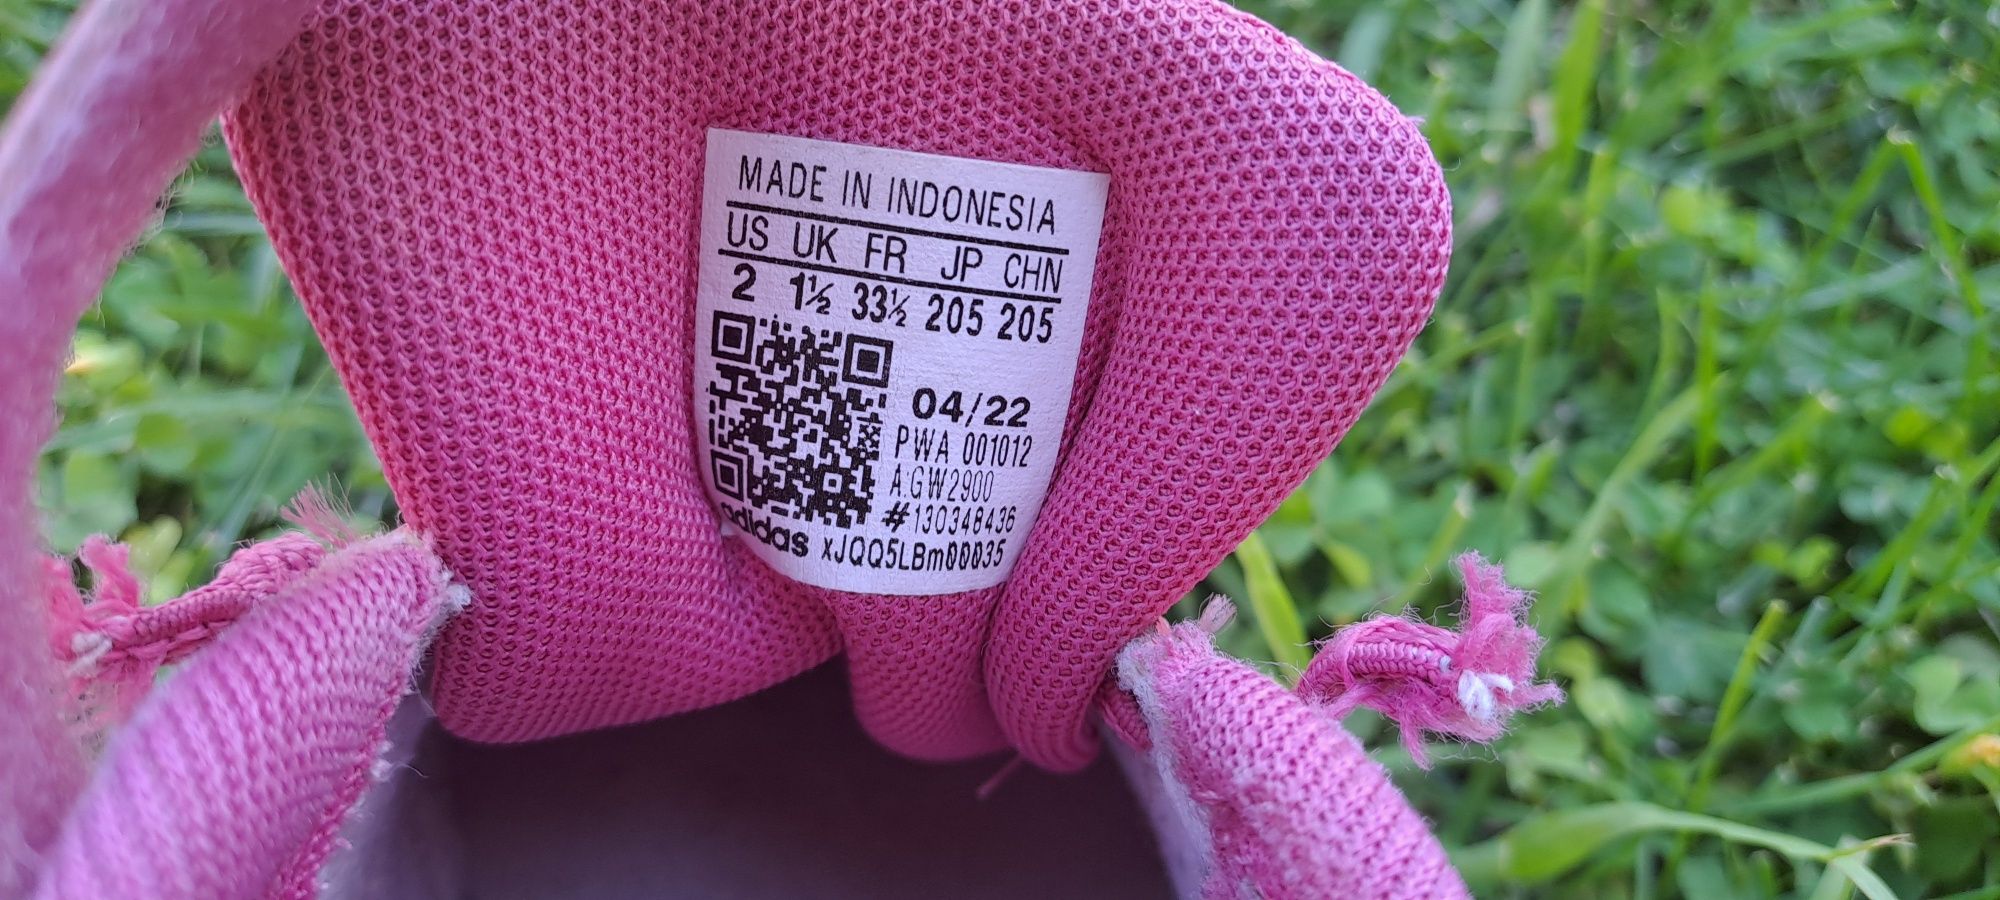 MADE IN INDONESIA
US UK FR JP CHN
2 1½ 33½ 205 205
04/22
PWA 001012
A:GW2900
#130348436
adidas xJQQ5LBm00035